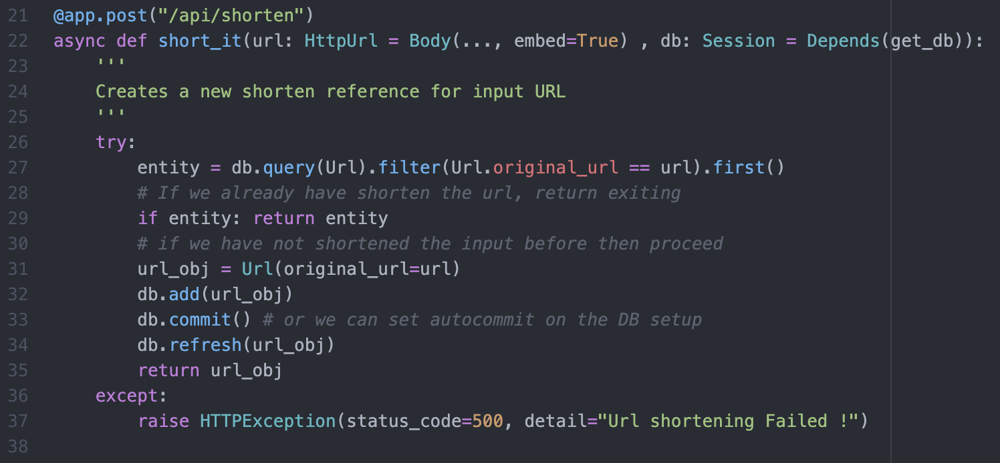 21 @app.post("/api/shorten")
22 async def short_it(url: HttpUrl = Body(..., embed=True) , db: Session = Depends(get_db)):
23     '''
24     Creates a new shorten reference for input URL
25     '''
26     try:
27         entity = db.query(Url).filter(Url.original_url == url).first()
28         # If we already have shorten the url, return exiting
29         if entity: return entity
30         # if we have not shortened the input before then proceed
31         url_obj = Url(original_url=url)
32         db.add(url_obj)
33         db.commit() # or we can set autocommit on the DB setup
34         db.refresh(url_obj)
35         return url_obj
36     except:
37         raise HTTPException(status_code=500, detail="Url shortening Failed !")
38